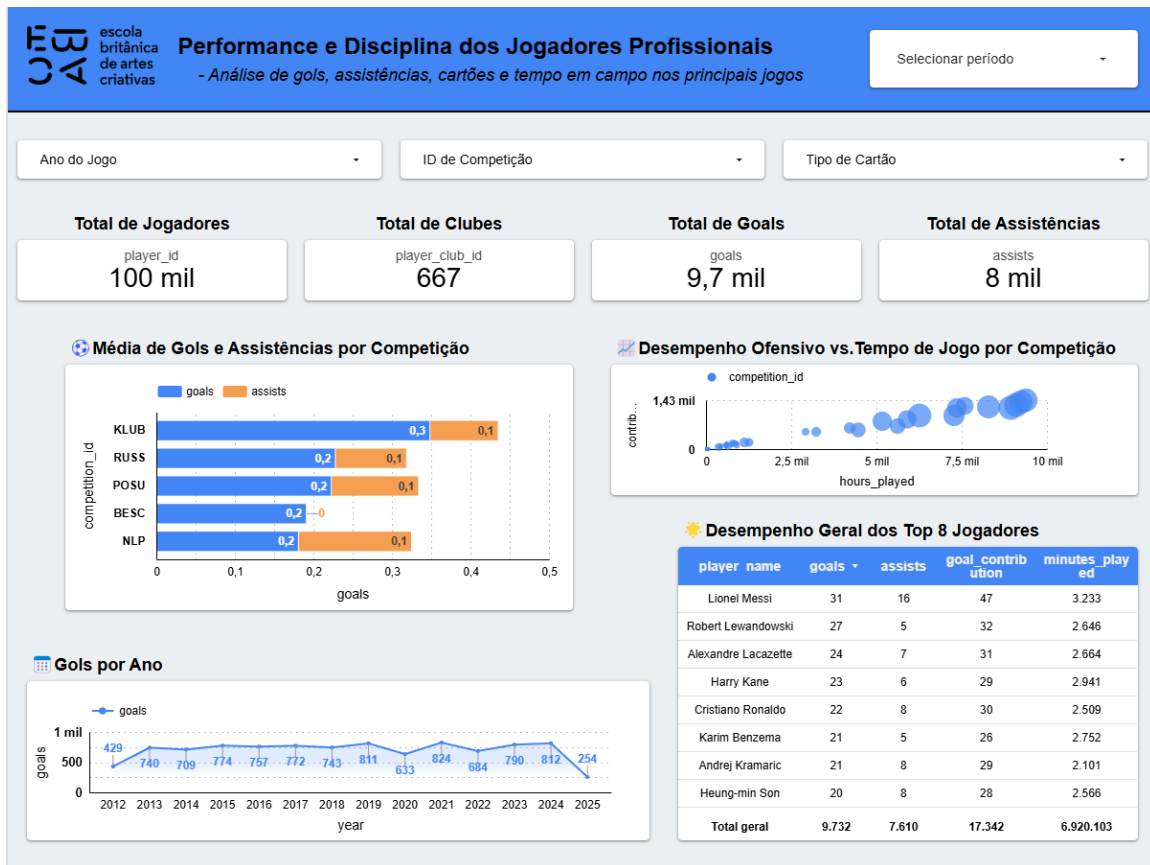 escola
britânica
de artes
criativas
EBAC
Performance e Disciplina dos Jogadores Profissionais
- Análise de gols, assistências, cartões e tempo em campo nos principais jogos
Selecionar período
Ano do Jogo
ID de Competição
Tipo de Cartão
Total de Jogadores
player_id
100 mil
Total de Clubes
player_club_id
667
Total de Goals
goals
9,7 mil
Total de Assistências
assists
8 mil
Média de Gols e Assistências por Competição
goals assists
competition_id
KLUB 0,3 0,1
RUSS 0,2 0,1
POSU 0,2 0,1
BESC 0,2 0
NLP 0,2 0,1
0 0,1 0,2 0,3 0,4 0,5
goals
Desempenho Ofensivo vs.Tempo de Jogo por Competição
competition_id
contrib...
1,43 mil
0
0 2,5 mil 5 mil 7,5 mil 10 mil
hours_played
Desempenho Geral dos Top 8 Jogadores
player_name goals assists goal_contrib minutes_play
ution ed
Lionel Messi 31 16 47 3.233
Robert Lewandowski 27 5 32 2.646
Alexandre Lacazette 24 7 31 2.664
Harry Kane 23 6 29 2.941
Cristiano Ronaldo 22 8 30 2.509
Karim Benzema 21 5 26 2.752
Andrej Kramaric 21 8 29 2.101
Heung-min Son 20 8 28 2.566
Total geral 9.732 7.610 17.342 6.920.103
Gols por Ano
goals
goals
1 mil
500
0
429 740 709 774 757 772 743 811 633 824 684 790 812 254
2012 2013 2014 2015 2016 2017 2018 2019 2020 2021 2022 2023 2024 2025
year